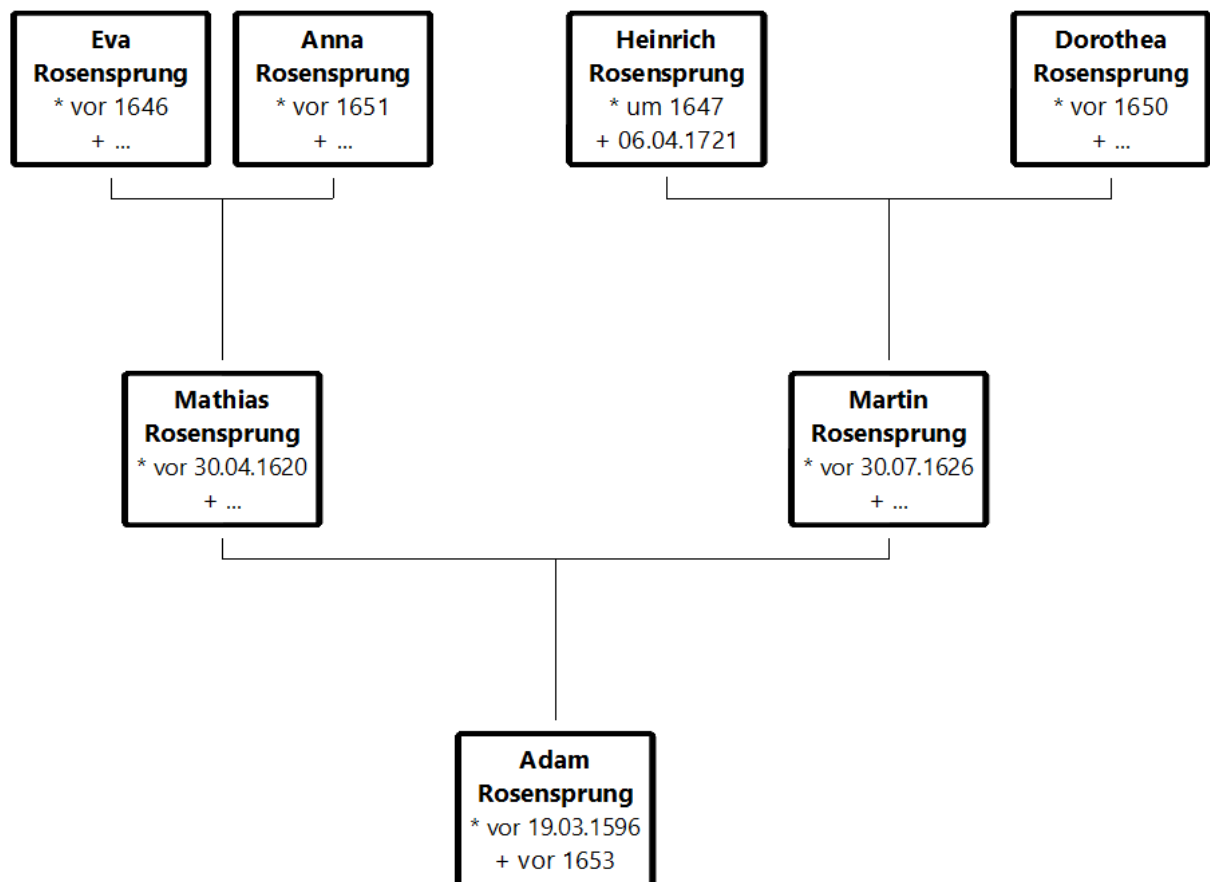 Eva
Rosensprung
* vor 1646
+ ...
Anna
Rosensprung
* vor 1651
+ ...
Heinrich
Rosensprung
* um 1647
+ 06.04.1721
Dorothea
Rosensprung
* vor 1650
+ ...
Mathias
Rosensprung
* vor 30.04.1620
+ ...
Martin
Rosensprung
* vor 30.07.1626
+ ...
Adam
Rosensprung
* vor 19.03.1596
+ vor 1653